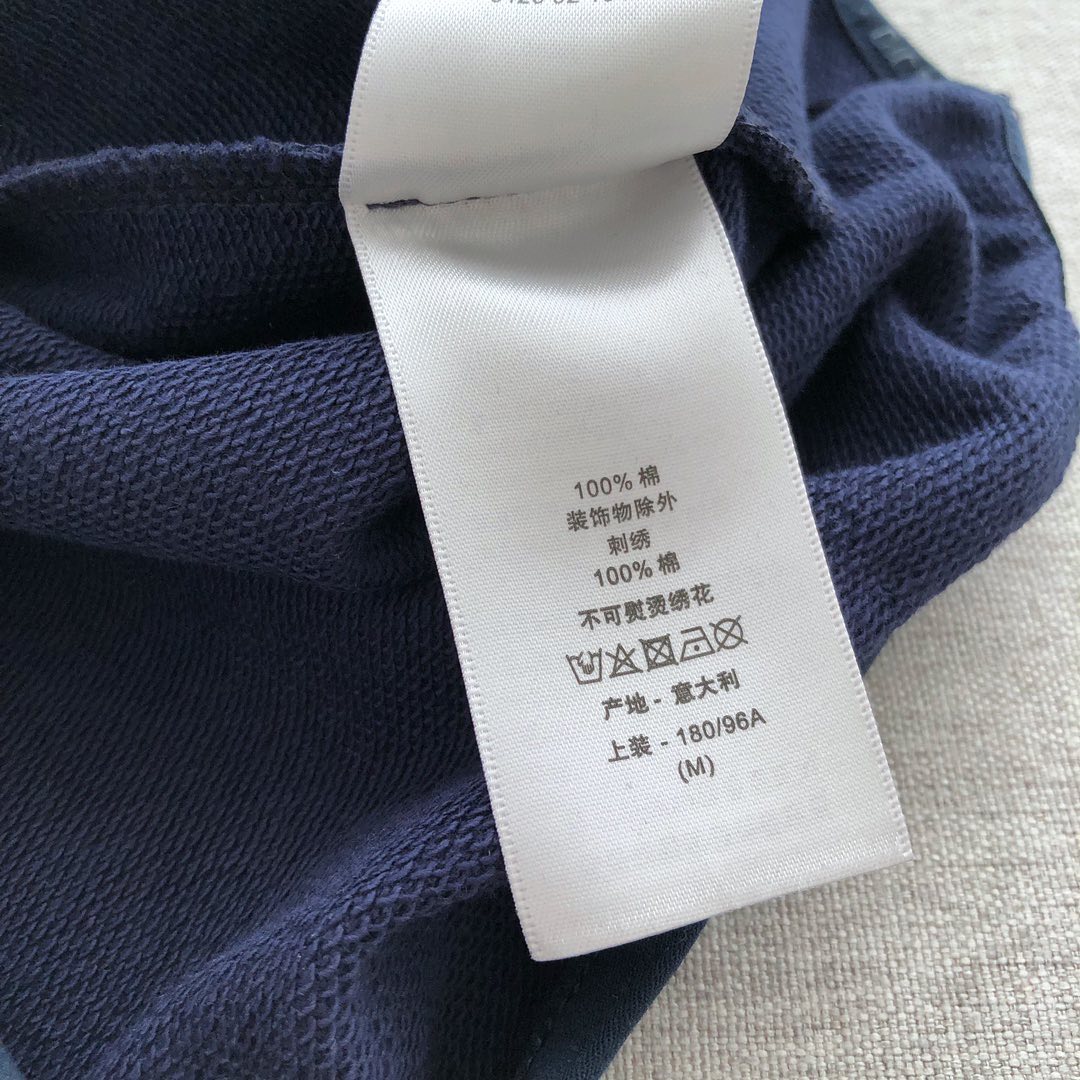 100% 棉
装饰物除外
刺绣
100% 棉
不可熨烫绣花
产地 - 意大利
上装 - 180/96A
(M)